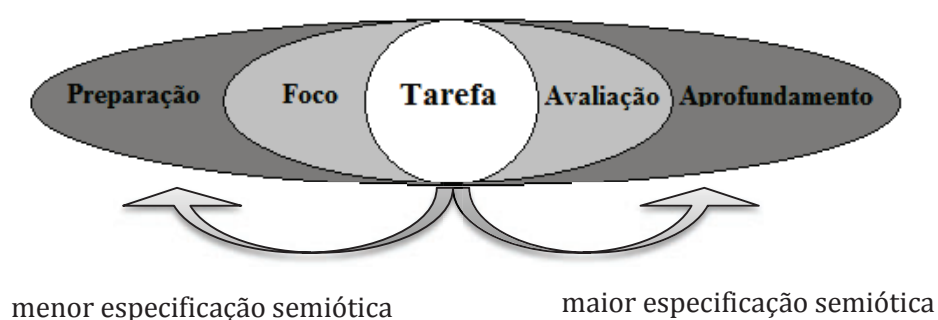 Preparação Foco Tarefa Avaliação Aprofundamento
menor especificação semiótica
maior especificação semiótica